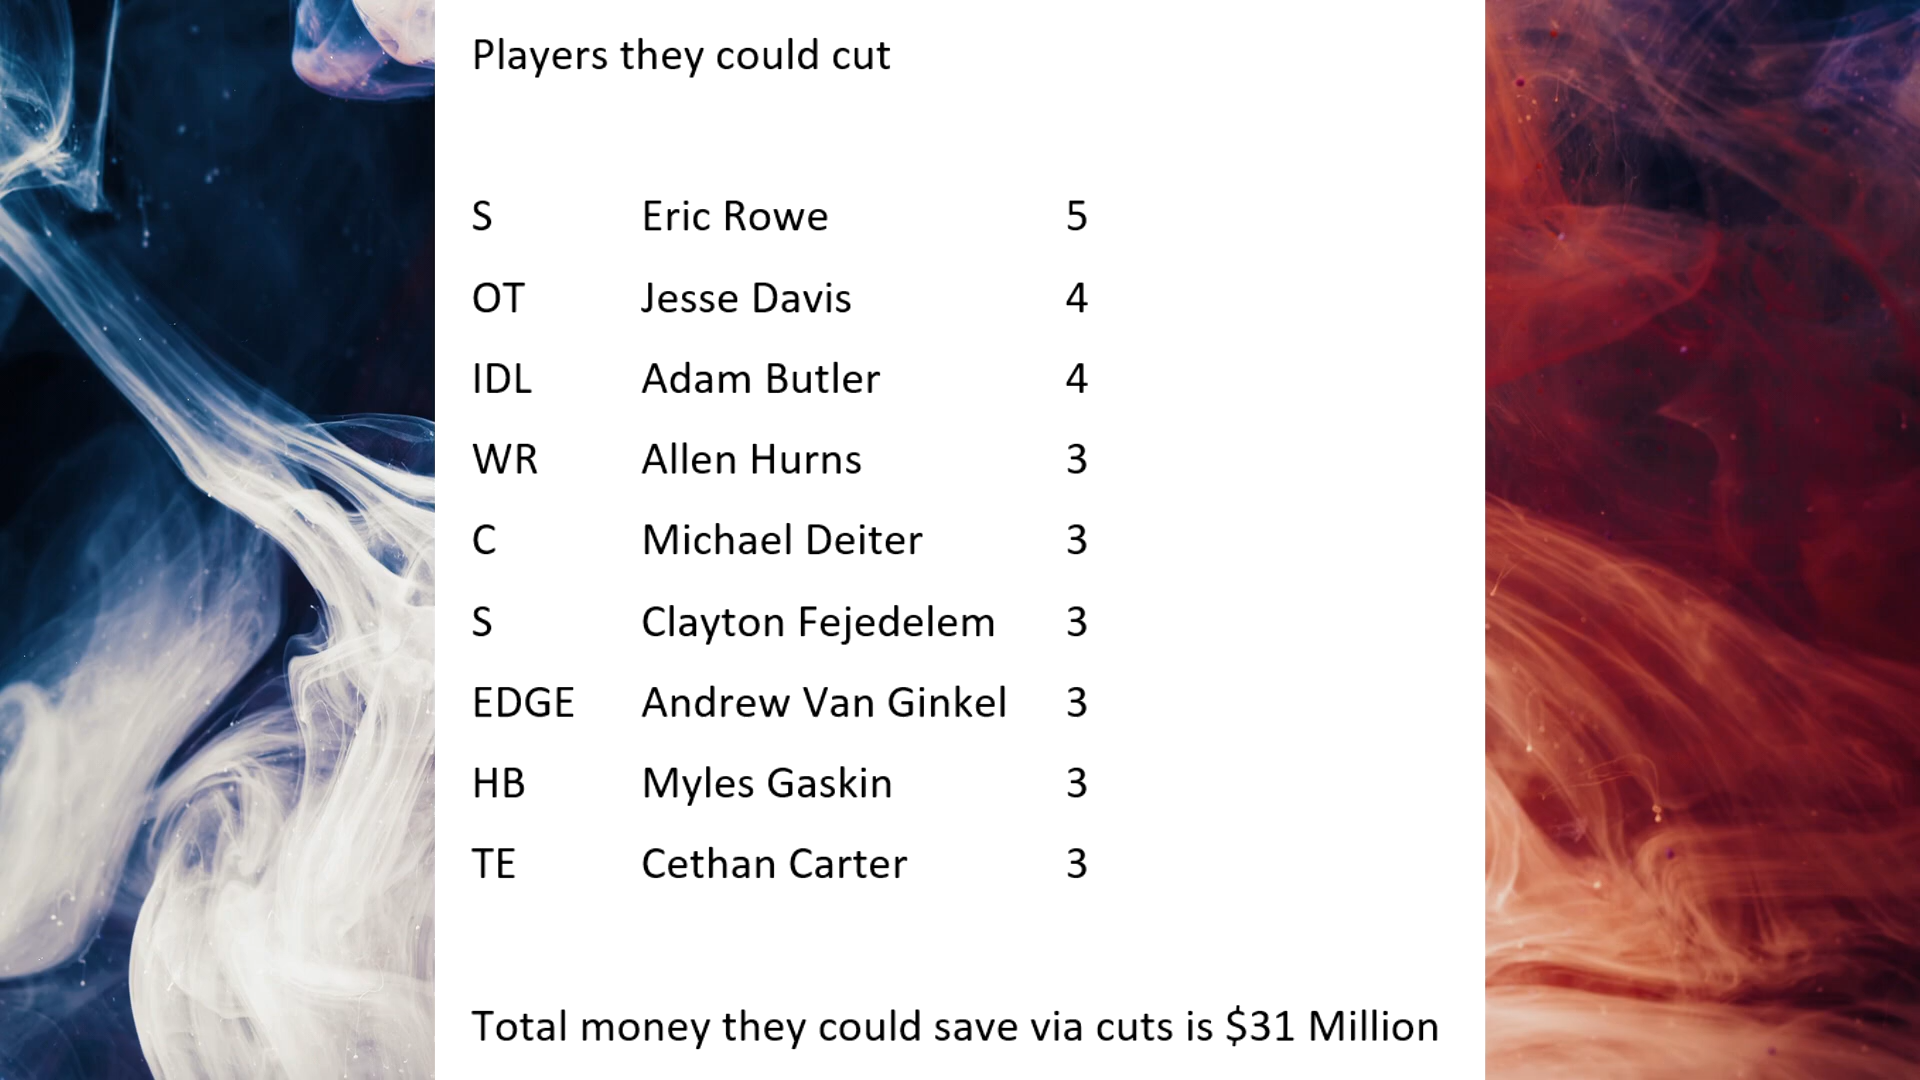 Players they could cut
S Eric Rowe 5
OT Jesse Davis 4
IDL Adam Butler 4
WR Allen Hurns 3
C Michael Deiter 3
S Clayton Fejedelem 3
EDGE Andrew Van Ginkel 3
HB Myles Gaskin 3
TE Cethan Carter 3
Total money they could save via cuts is $31 Million